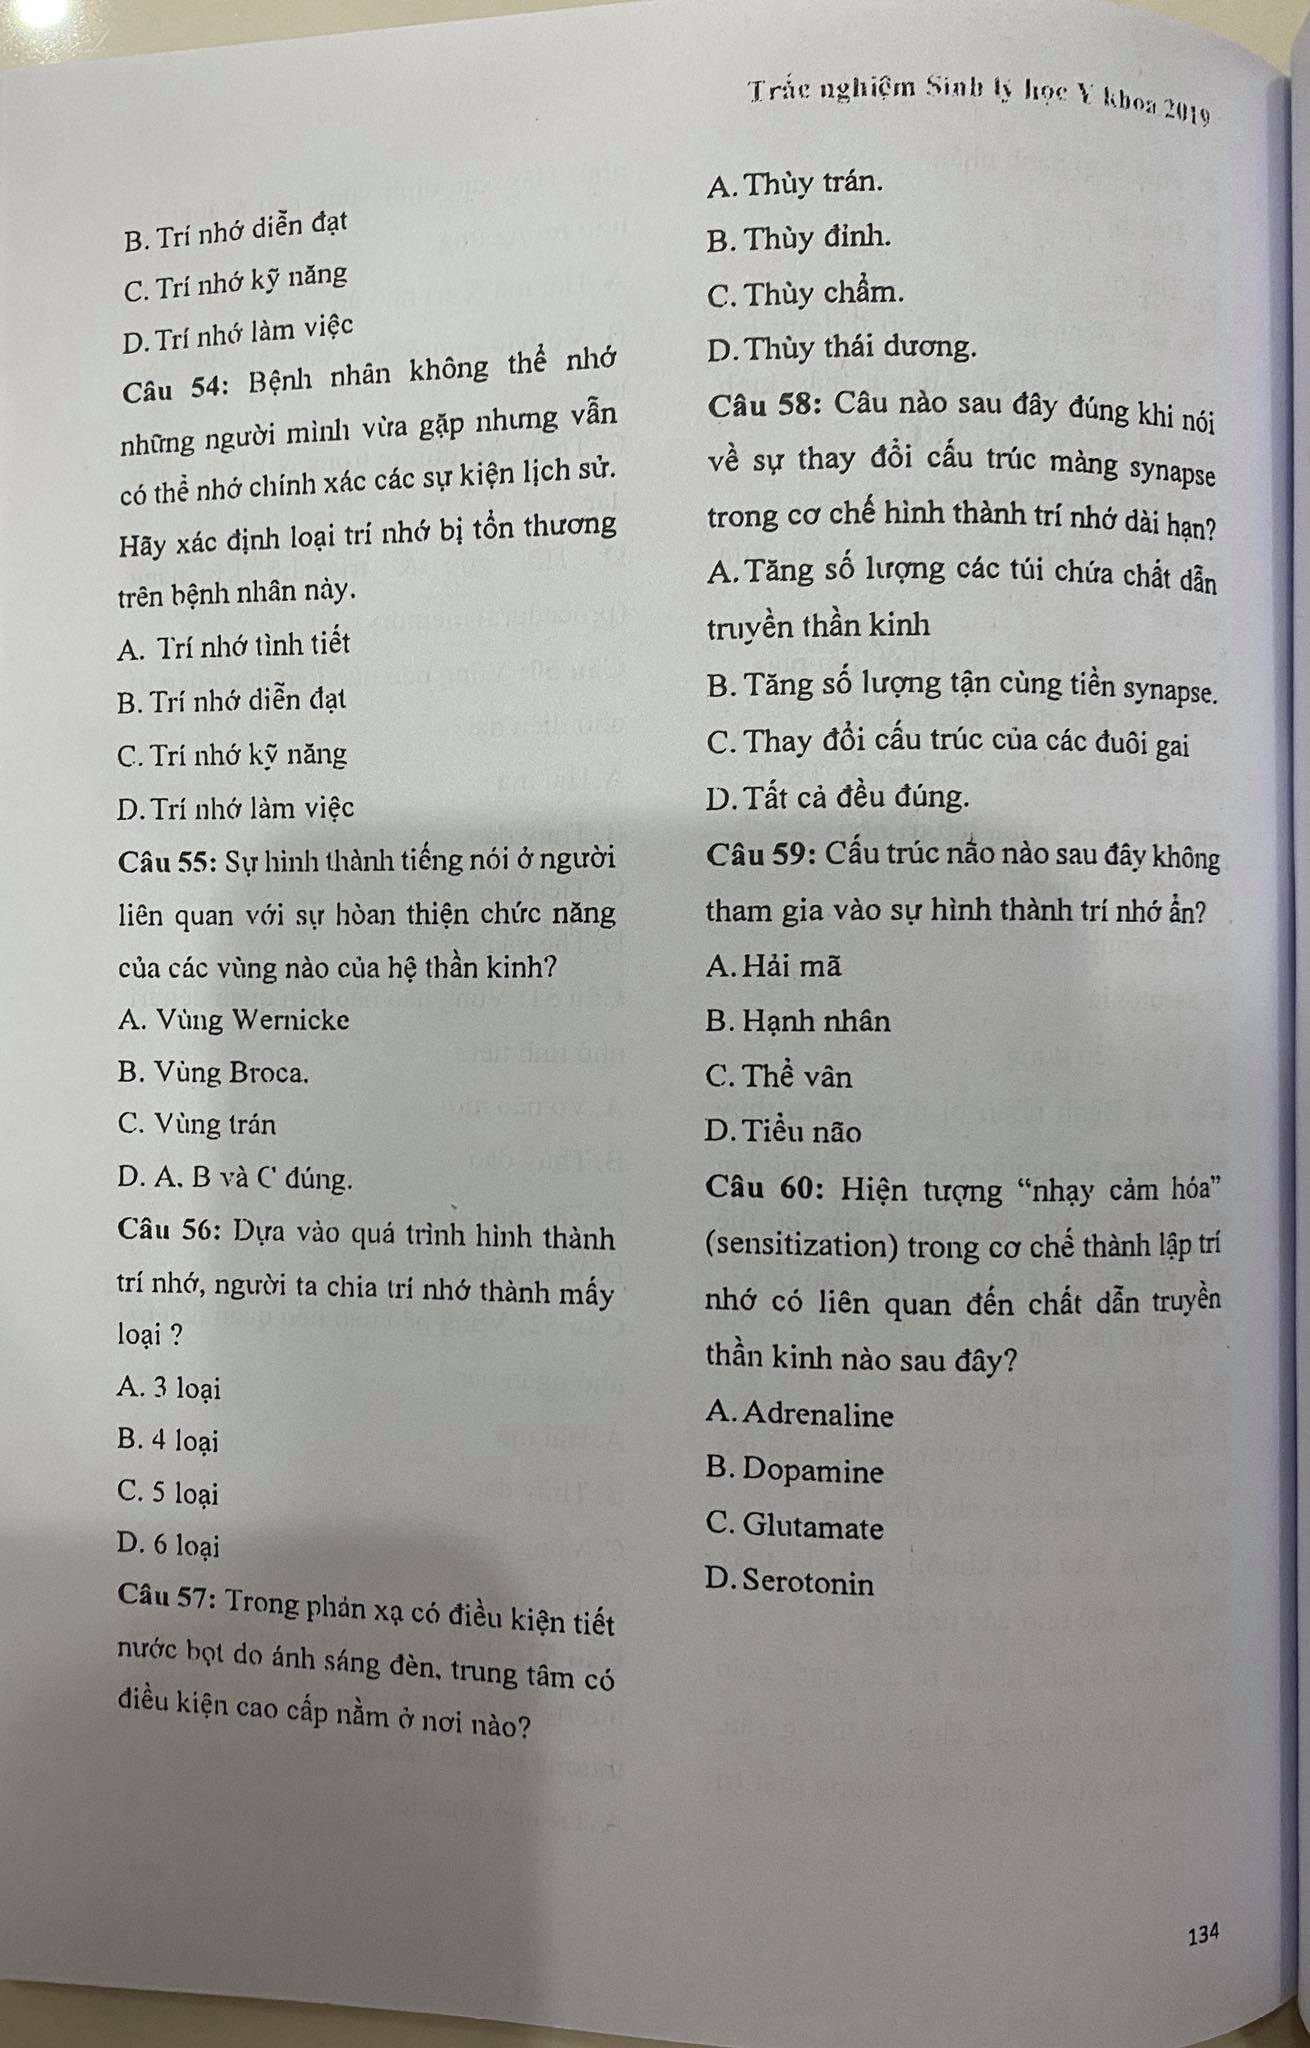 Trắc nghiệm Sinh lý học Y khoa 2019
B. Trí nhớ diễn đạt
C. Trí nhớ kỹ năng
D. Trí nhớ làm việc
Câu 54: Bệnh nhân không thể nhớ
những người mình vừa gặp nhưng vẫn
có thể nhớ chính xác các sự kiện lịch sử.
Hãy xác định loại trí nhớ bị tổn thương
trên bệnh nhân này.
A. Trí nhớ tình tiết
B. Trí nhớ diễn đạt
C. Trí nhớ kỹ năng
D. Trí nhớ làm việc
Câu 55: Sự hình thành tiếng nói ở người
liên quan với sự hòan thiện chức năng
của các vùng nào của hệ thần kinh?
A. Vùng Wernicke
B. Vùng Broca.
C. Vùng trán
D. A, B và C đúng.
Câu 56: Dựa vào quá trình hình thành
trí nhớ, người ta chia trí nhớ thành mấy
loại ?
A. 3 loại
B. 4 loại
C. 5 loại
D. 6 loại
Câu 57: Trong phản xạ có điều kiện tiết
nước bọt do ánh sáng đèn, trung tâm có
điều kiện cao cấp nằm ở nơi nào?
A. Thùy trán.
B. Thùy đỉnh.
C. Thùy chẩm.
D. Thùy thái dương.
Câu 58: Câu nào sau đây đúng khi nói
về sự thay đổi cấu trúc màng synapse
trong cơ chế hình thành trí nhớ dài hạn?
A. Tăng số lượng các túi chứa chất dẫn
truyền thần kinh
B. Tăng số lượng tận cùng tiền synapse.
C. Thay đổi cấu trúc của các đuôi gai
D. Tất cả đều đúng.
Câu 59: Cấu trúc não nào sau đây không
tham gia vào sự hình thành trí nhớ ẩn?
A. Hải mã
B. Hạnh nhân
C. Thể vân
D. Tiểu não
Câu 60: Hiện tượng “nhạy cảm hóa”
(sensitization) trong cơ chế thành lập trí
nhớ có liên quan đến chất dẫn truyền
thần kinh nào sau đây?
A. Adrenaline
B. Dopamine
C. Glutamate
D. Serotonin
134